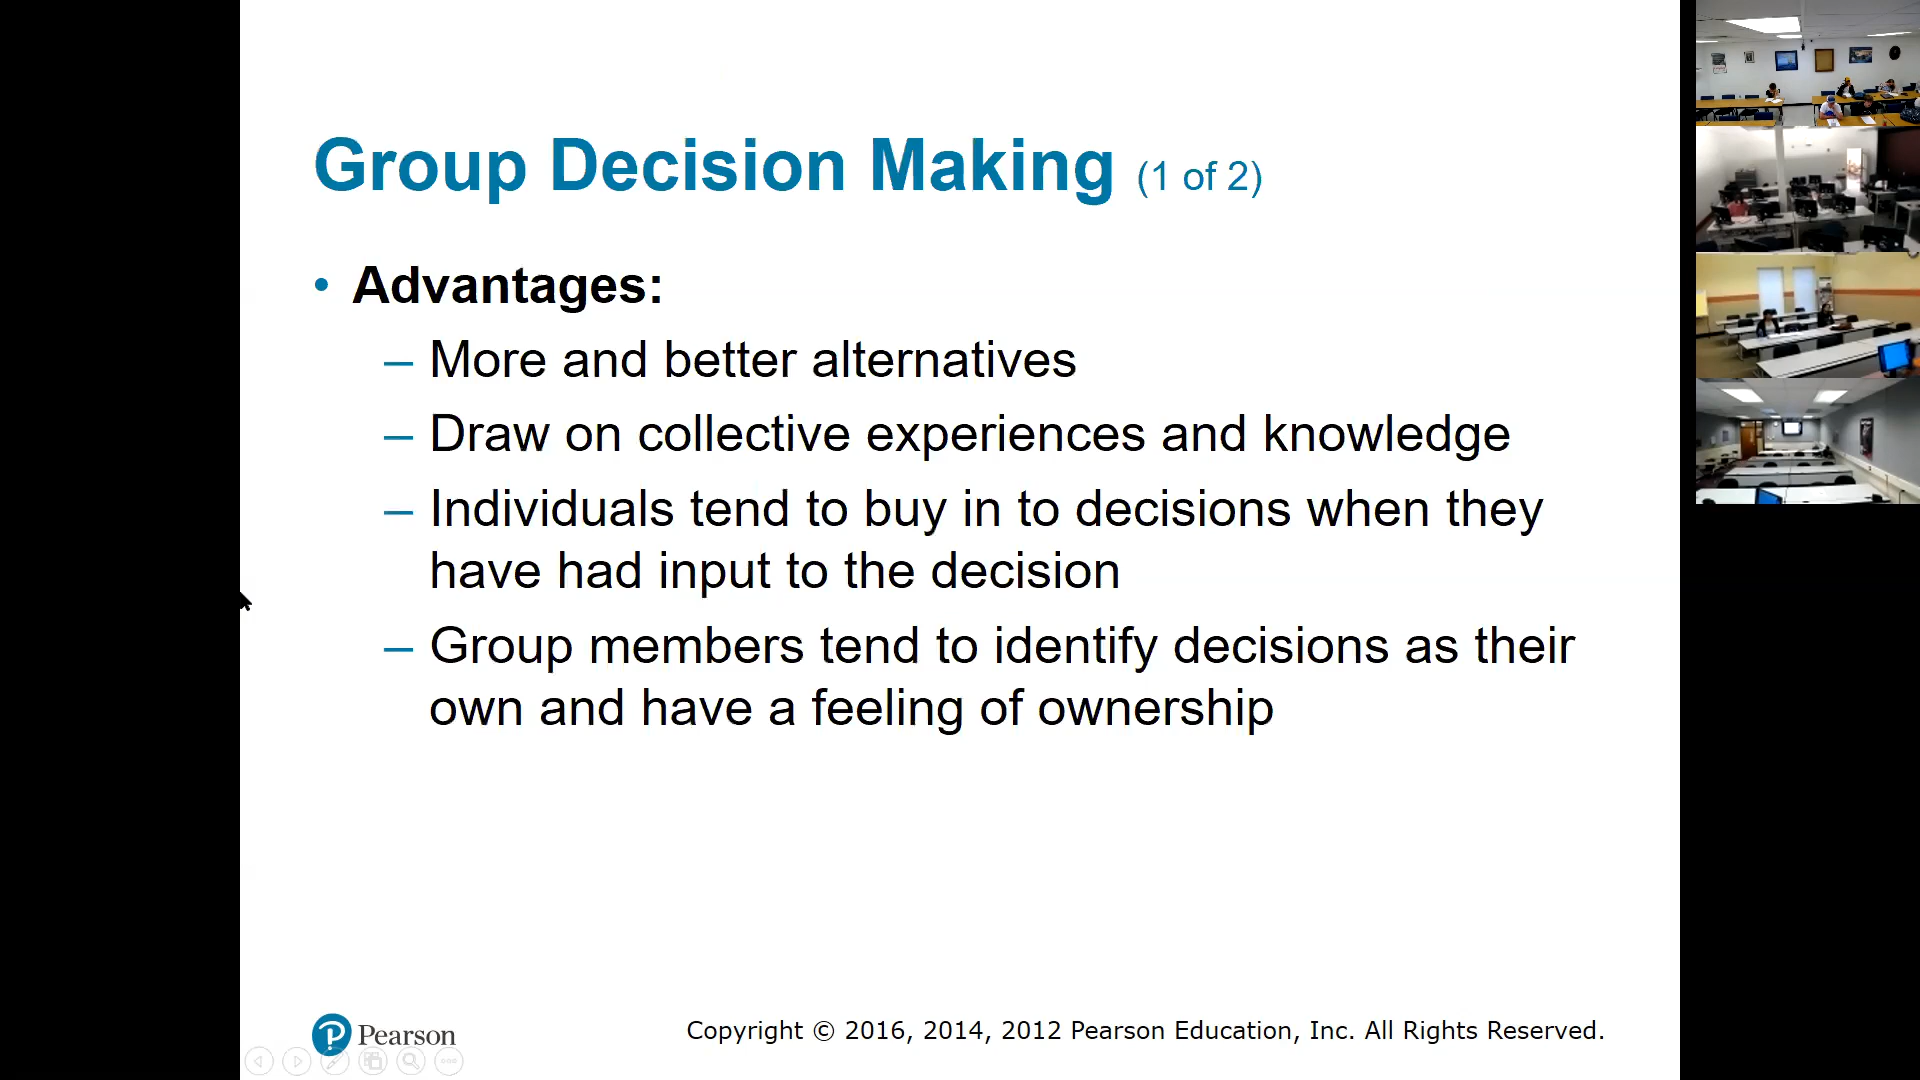 Group Decision Making (1 of 2)
• Advantages:
– More and better alternatives
– Draw on collective experiences and knowledge
– Individuals tend to buy in to decisions when they
have had input to the decision
– Group members tend to identify decisions as their
own and have a feeling of ownership
Pearson
Copyright © 2016, 2014, 2012 Pearson Education, Inc. All Rights Reserved.